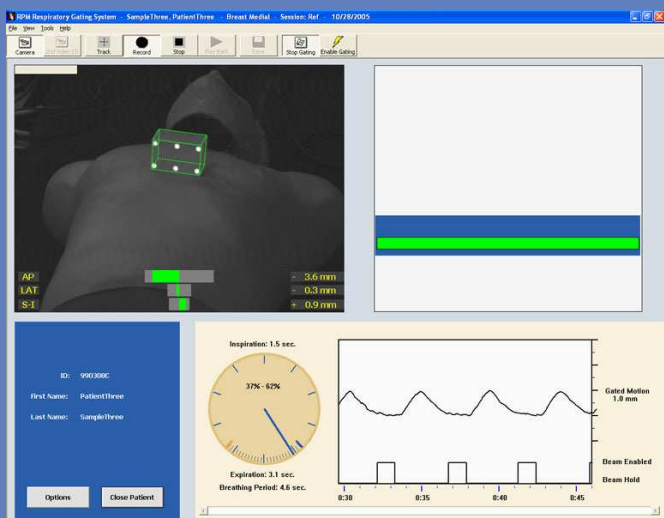 RPM Respiratory Gating System - SampleThree, PatientThree - Breast Medial - Session: Ref - 10/28/2005
File View Tools Help
Camera Track Record Stop Play Back Save Stop Gating Enable Gating
AP - 3.6 mm
LAT - 0.3 mm
S-I + 0.9 mm
ID: 990308C
First Name: PatientThree
Last Name: SampleThree
Options Close Patient
Inspiration: 1.5 sec.
37% - 62%
Expiration: 3.1 sec.
Breathing Period: 4.6 sec.
Gated Motion
1.0 mm
Beam Enabled
Beam Hold
0:30 0:35 0:40 0:45